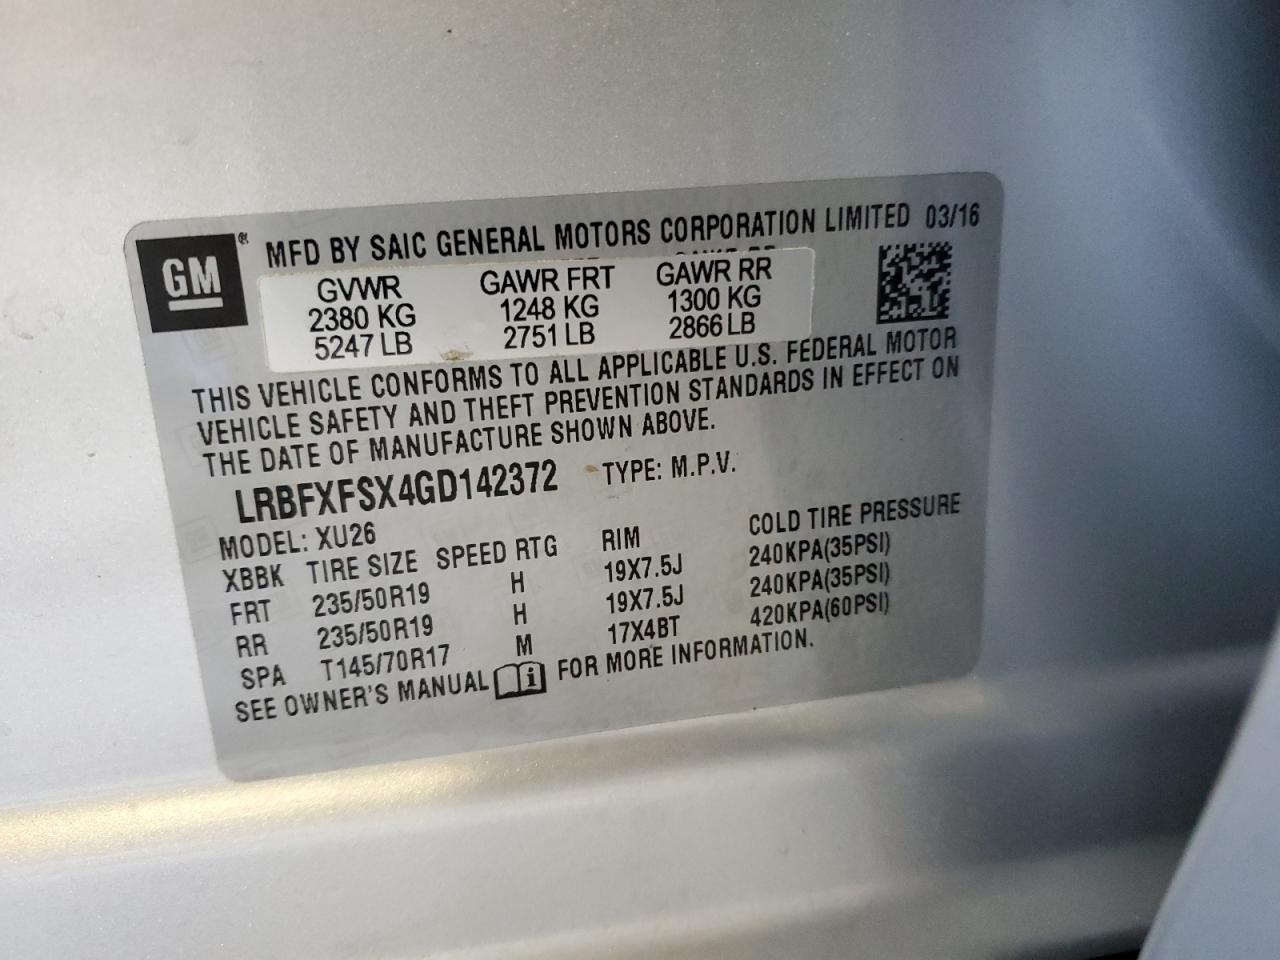 GM® MFD BY SAIC GENERAL MOTORS CORPORATION LIMITED 03/16
GVWR GAWR FRT GAWR RR
2380 KG 1248 KG 1300 KG
5247 LB 2751 LB 2866 LB
THIS VEHICLE CONFORMS TO ALL APPLICABLE U.S. FEDERAL MOTOR
VEHICLE SAFETY AND THEFT PREVENTION STANDARDS IN EFFECT ON
THE DATE OF MANUFACTURE SHOWN ABOVE.
LRBFXFSX4GD142372 TYPE: M.P.V.
MODEL: XU26
XBBK TIRE SIZE SPEED RTG RIM COLD TIRE PRESSURE
FRT 235/50R19 H 19X7.5J 240KPA(35PSI)
RR 235/50R19 H 19X7.5J 240KPA(35PSI)
SPA T145/70R17 M 17X4BT 420KPA(60PSI)
SEE OWNER'S MANUAL i FOR MORE INFORMATION.